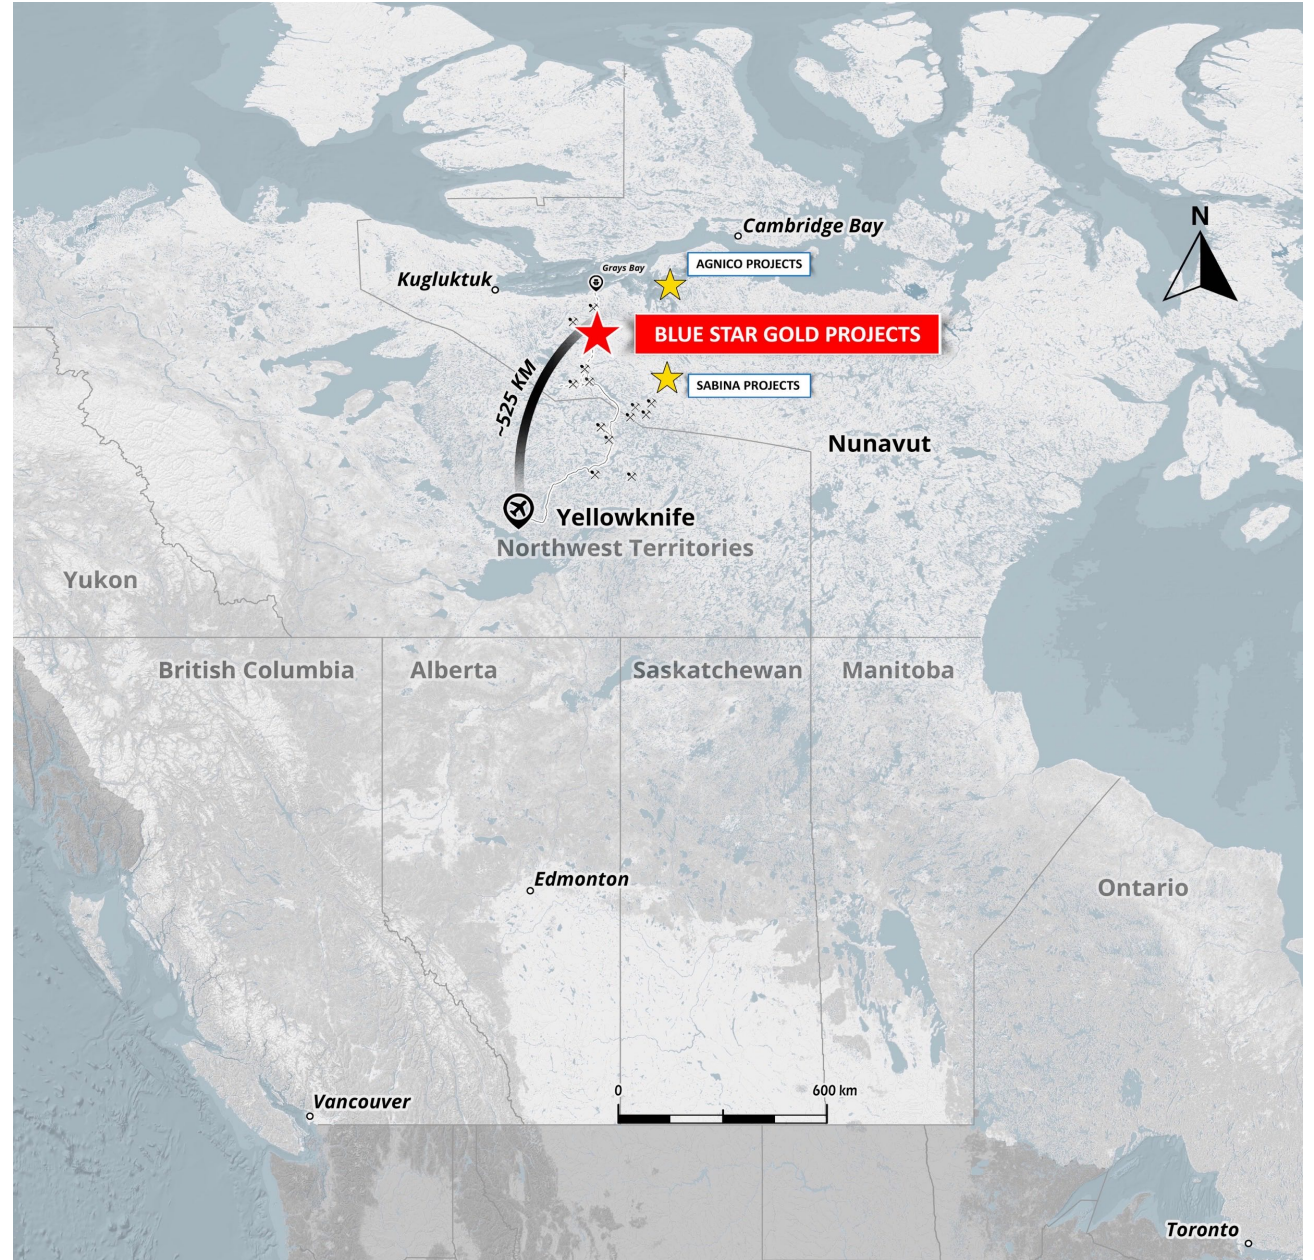 N
Cambridge Bay
AGNICO PROJECTS
Grays Bay
Kugluktuk
BLUE STAR GOLD PROJECTS
~525 KM
SABINA PROJECTS
Nunavut
Yellowknife
Northwest Territories
Yukon
British Columbia
Alberta
Saskatchewan
Manitoba
Edmonton
Ontario
0
600 km
Vancouver
Toronto